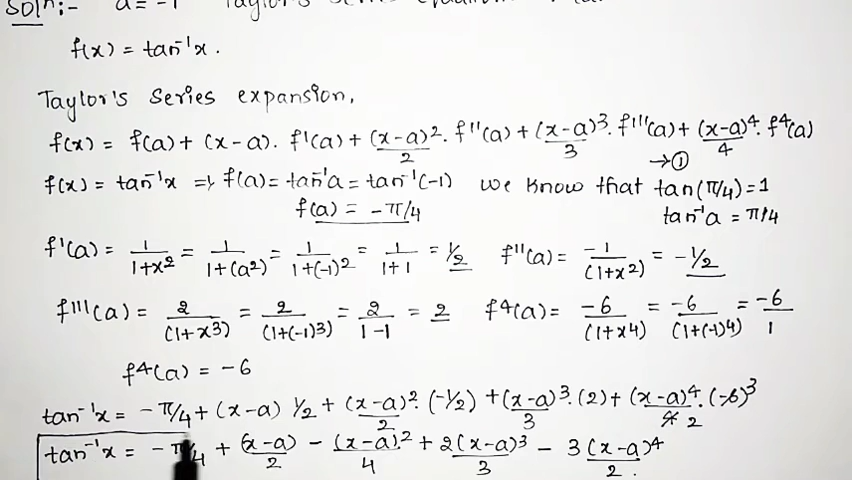 Soln:- a = -1 Taylor's series
f(x) = tan⁻¹x.
Taylor's series expansion,
f(x) = f(a) + (x-a). f'(a) + (x-a)²/2 . f''(a) + (x-a)³/3 . f'''(a) + (x-a)⁴/4 . f⁴(a)
→①
f(x) = tan⁻¹x ⇒ f(a) = tan⁻¹a = tan⁻¹(-1) we know that tan(π/4) = 1
f(a) = -π/4 tan⁻¹a = π/4
f'(a) = 1/1+x² = 1/1+(a²) = 1/1+(-1)² = 1/1+1 = 1/2 f''(a) = -1/(1+x²) = -1/2
f'''(a) = 2/(1+x³) = 2/(1+(-1)3) = 2/1-1 = 2 f⁴(a) = -6/(1+x4) = -6/(1+(-1)4) = -6/1
f⁴(a) = -6
tan⁻¹x = -π/4 + (x-a) 1/2 + (x-a)²/2 . (-1/2) + (x-a)³/3 . (2) + (x-a)⁴/4 2 . (-6)3
tan⁻¹x = -π/4 + (x-a)/2 - (x-a)²/4 + 2(x-a)³/3 - 3(x-a)⁴/2 .